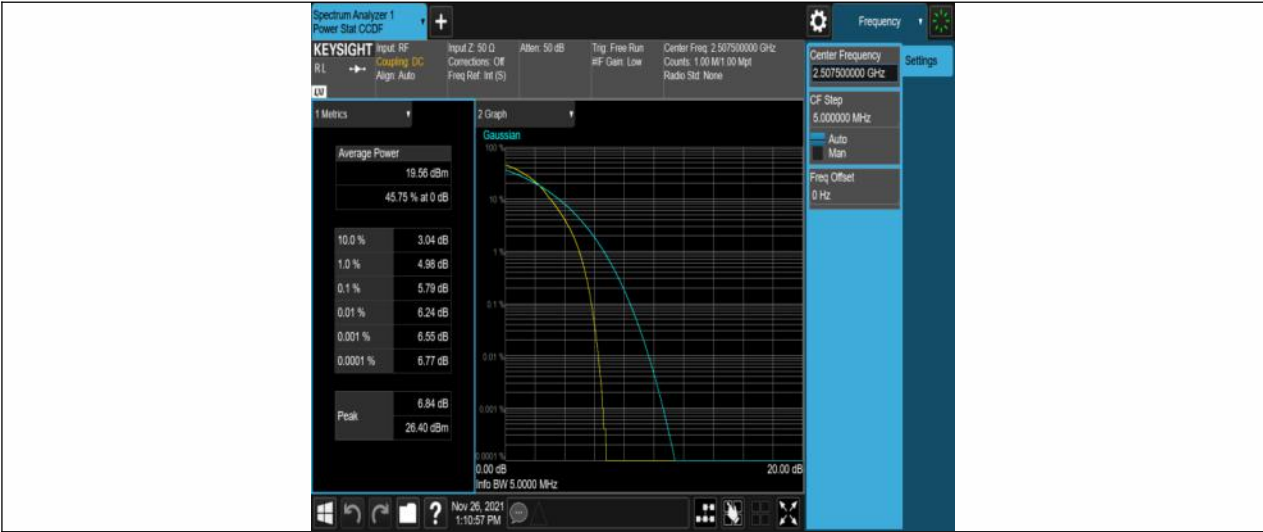 Spectrum Analyzer 1
Power Stat CCDF
+
Frequency
KEYSIGHT
RL
LV
Input: RF
Coupling: DC
Align: Auto
Input Z: 50 Ω
Corrections: Off
Freq Ref: Int (S)
Atten: 50 dB
Trig: Free Run
#IF Gain: Low
Center Freq: 2.507500000 GHz
Counts: 1.00 M/1.00 Mpt
Radio Std: None
Center Frequency
2.507500000 GHz
Settings
CF Step
5.000000 MHz
Auto
Man
Freq Offset
0 Hz
1 Metrics
Average Power
19.56 dBm
45.75 % at 0 dB
10.0 % 3.04 dB
1.0 % 4.98 dB
0.1 % 5.79 dB
0.01 % 6.24 dB
0.001 % 6.55 dB
0.0001 % 6.77 dB
Peak
6.84 dB
26.40 dBm
2 Graph
Gaussian
100 %
10 %
1 %
0.1 %
0.01 %
0.001 %
0.0001 %
0.00 dB 20.00 dB
Info BW 5.0000 MHz
?
Nov 26, 2021
1:10:57 PM